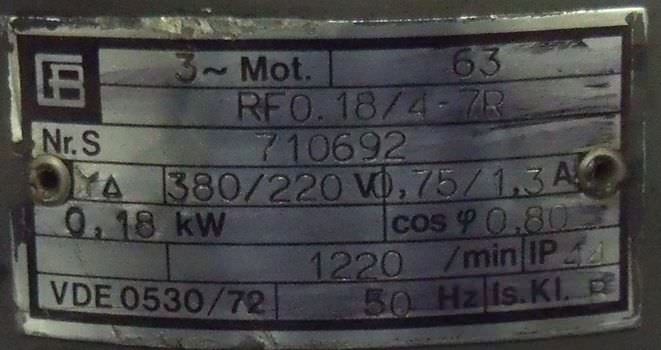 3~ Mot. 63
RF0.18/4-7R
Nr.S 710692
YΔ 380/220 V 0,75/1,3 A
0,18 kW cos φ 0,80
1220 /min IP 44
VDE 0530/72 50 Hz Is.Kl.